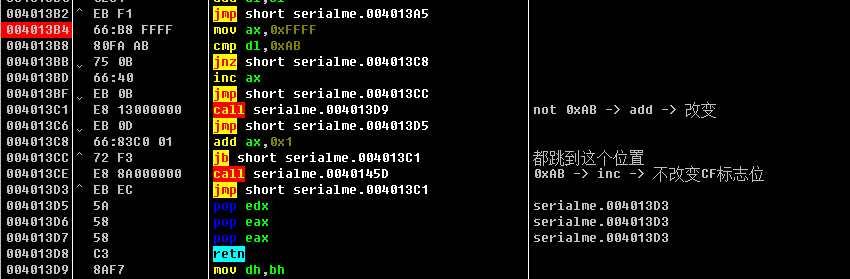 004013B2 ^ EB F1 jmp short serialme.004013A5
004013B4 66:B8 FFFF mov ax,0xFFFF
004013B8 80FA AB cmp dl,0xAB
004013BB ⌄ 75 0B jnz short serialme.004013C8
004013BD 66:40 inc ax
004013BF ⌄ EB 0B jmp short serialme.004013CC
004013C1 E8 13000000 call serialme.004013D9 not 0xAB -> add -> 改变
004013C6 ⌄ EB 0D jmp short serialme.004013D5
004013C8 66:83C0 01 add ax,0x1
004013CC ^ 72 F3 jb short serialme.004013C1 都跳到这个位置
004013CE E8 8A000000 call serialme.0040145D 0xAB -> inc -> 不改变CF标志位
004013D3 ^ EB EC jmp short serialme.004013C1
004013D5 5A pop edx serialme.004013D3
004013D6 58 pop eax serialme.004013D3
004013D7 58 pop eax serialme.004013D3
004013D8 C3 retn
004013D9 8AF7 mov dh,bh